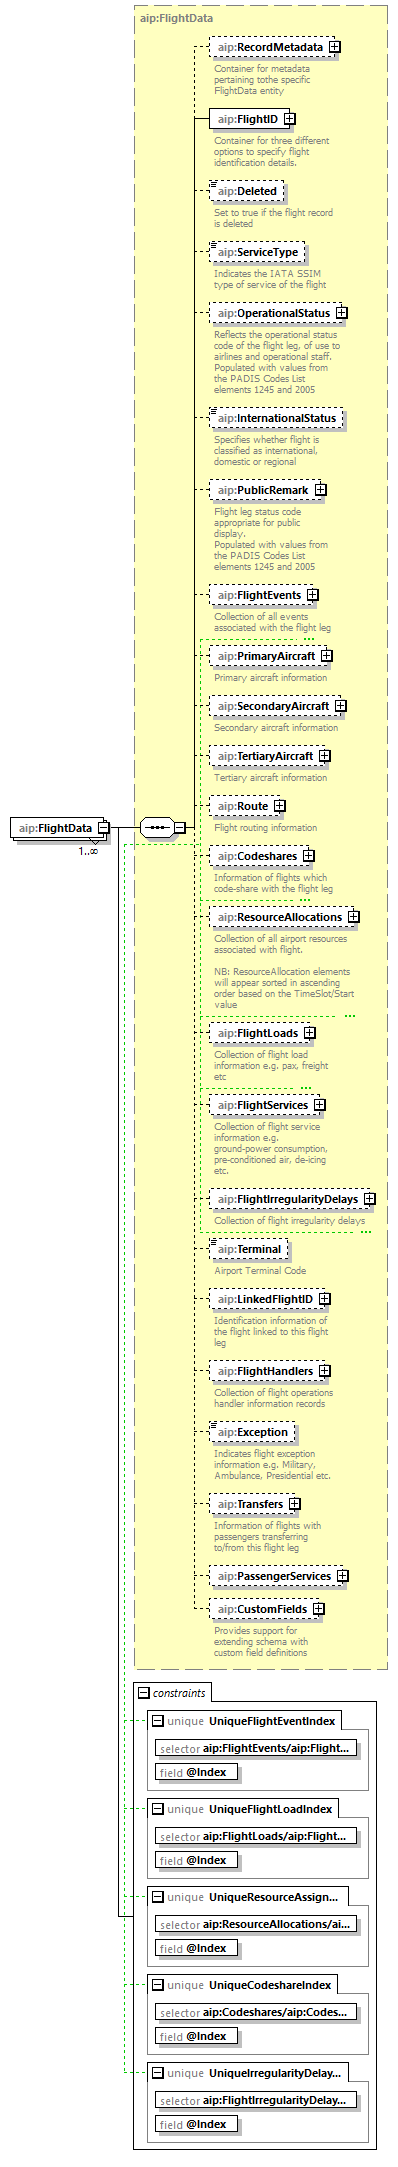 aip:FlightData
aip:RecordMetadata
Container for metadata
pertaining tothe specific
FlightData entity
aip:FlightID
Container for three different
options to specify flight
identification details.
aip:Deleted
Set to true if the flight record
is deleted
aip:ServiceType
Indicates the IATA SSIM
type of service of the flight
aip:OperationalStatus
Reflects the operational status
code of the flight leg, of use to
airlines and operational staff.
Populated with values from
the PADIS Codes List
elements 1245 and 2005
aip:InternationalStatus
Specifies whether flight is
classified as international,
domestic or regional
aip:PublicRemark
Flight leg status code
appropriate for public
display.
Populated with values from
the PADIS Codes List
elements 1245 and 2005
aip:FlightEvents
Collection of all events
associated with the flight leg
aip:PrimaryAircraft
Primary aircraft information
aip:SecondaryAircraft
Secondary aircraft information
aip:TertiaryAircraft
Tertiary aircraft information
aip:Route
Flight routing information
aip:FlightData
1..∞
aip:Codeshares
Information of flights which
code-share with the flight leg
aip:ResourceAllocations
Collection of all airport resources
associated with flight.
NB: ResourceAllocation elements
will appear sorted in ascending
order based on the TimeSlot/Start
value
aip:FlightLoads
Collection of flight load
information e.g. pax, freight
etc
aip:FlightServices
Collection of flight service
information e.g.
ground-power consumption,
pre-conditioned air, de-icing
etc.
aip:FlightIrregularityDelays
Collection of flight irregularity delays
aip:Terminal
Airport Terminal Code
aip:LinkedFlightID
Identification information of
the flight linked to this flight
leg
aip:FlightHandlers
Collection of flight operations
handler information records
aip:Exception
Indicates flight exception
information e.g. Military,
Ambulance, Presidential etc.
aip:Transfers
Information of flights with
passengers transferring
to/from this flight leg
aip:PassengerServices
aip:CustomFields
Provides support for
extending schema with
custom field definitions
constraints
unique UniqueFlightEventIndex
selector aip:FlightEvents/aip:Flight...
field @Index
unique UniqueFlightLoadIndex
selector aip:FlightLoads/aip:Flight...
field @Index
unique UniqueResourceAssign...
selector aip:ResourceAllocations/ai...
field @Index
unique UniqueCodeshareIndex
selector aip:Codeshares/aip:Codes...
field @Index
unique UniqueIrregularityDelay...
selector aip:FlightIrregularityDelay...
field @Index